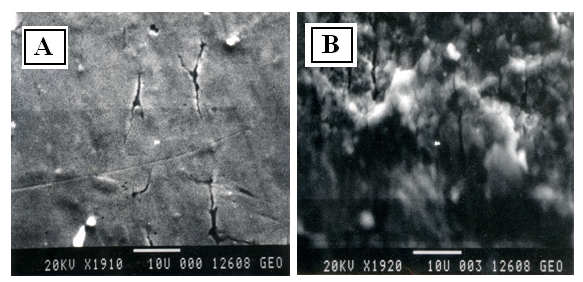 A
B
20KV X1910 10U 000 12608 GEO
20KV X1920 10U 003 12608 GEO